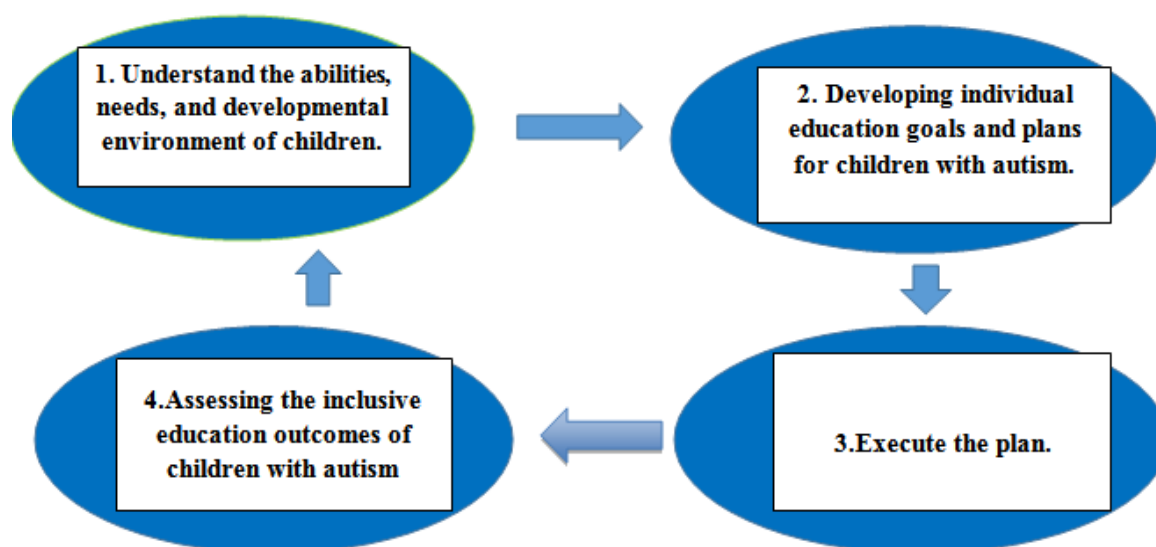 1. Understand the abilities,
needs, and developmental
environment of children.
2. Developing individual
education goals and plans
for children with autism.
3.Execute the plan.
4.Assessing the inclusive
education outcomes of
children with autism